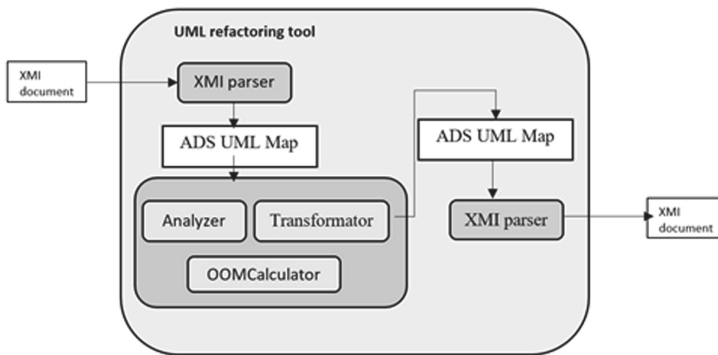 UML refactoring tool
XMI
document
XMI parser
ADS UML Map
Analyzer
Transformator
OOMCalculator
ADS UML Map
XMI parser
XMI
document